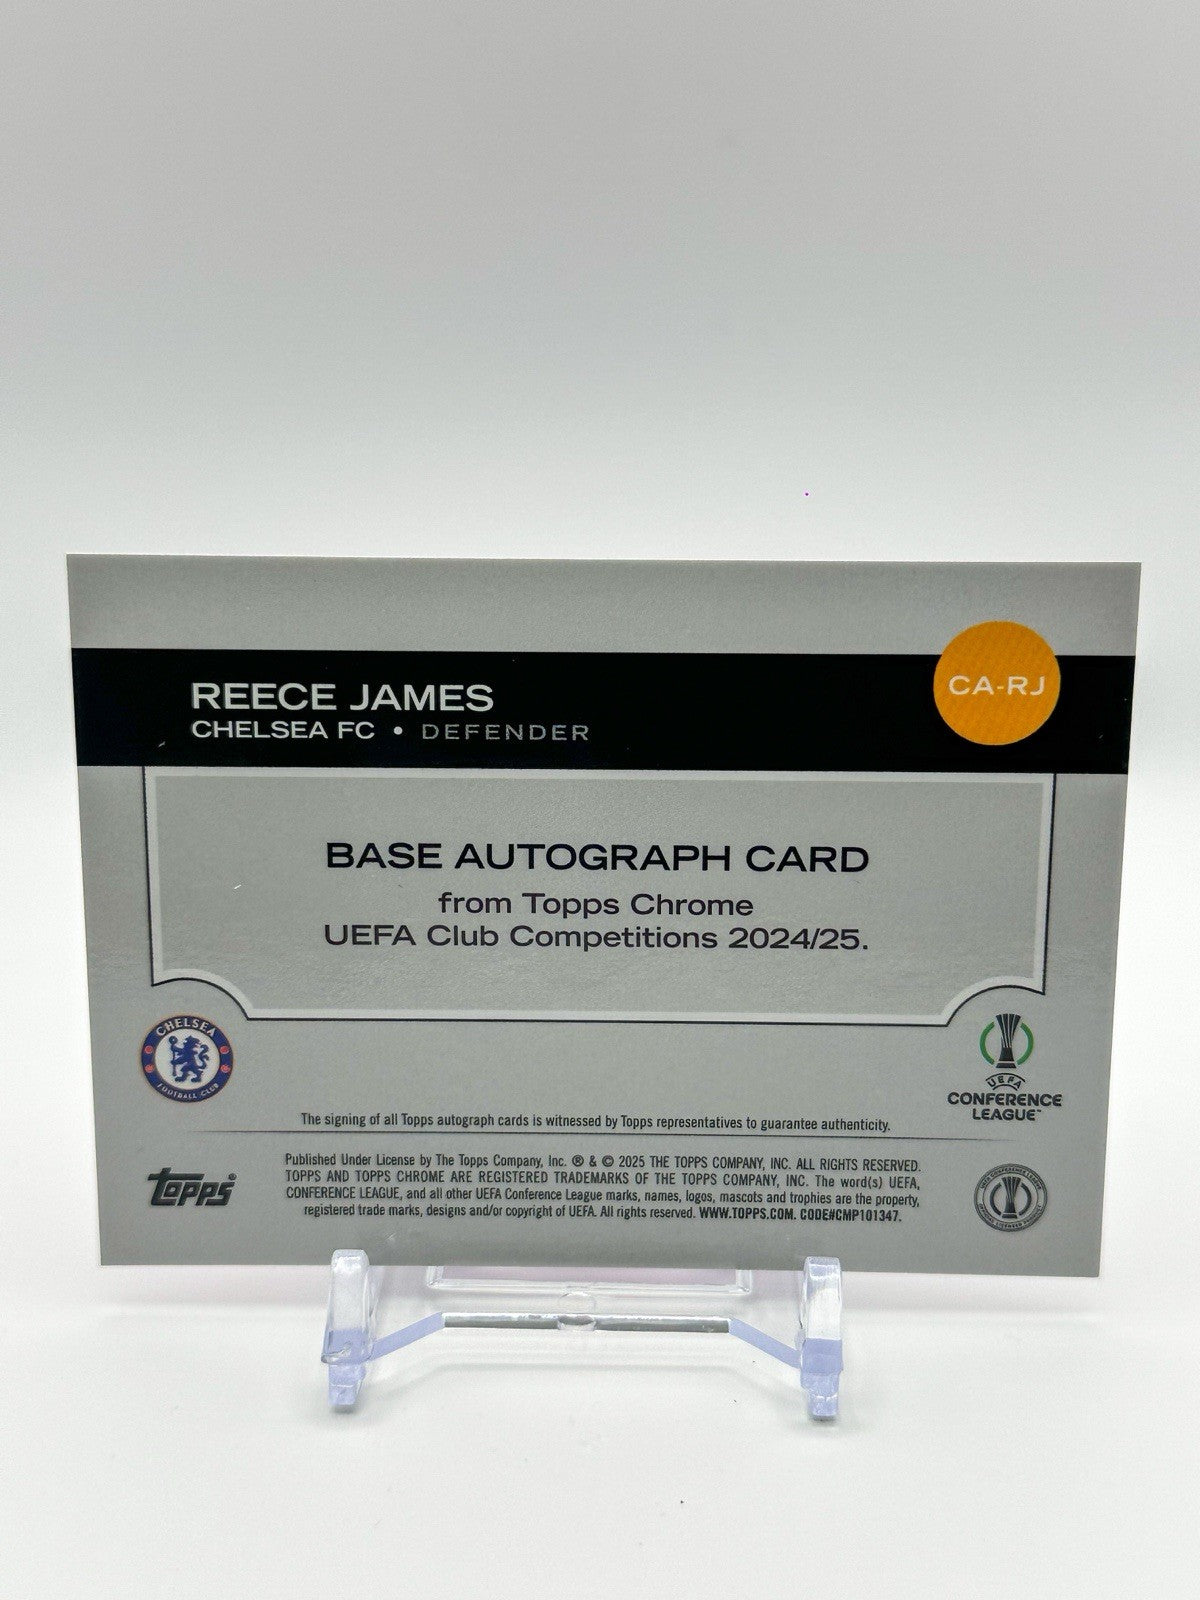 REECE JAMES
CHELSEA FC • DEFENDER
CA-RJ
BASE AUTOGRAPH CARD
from Topps Chrome
UEFA Club Competitions 2024/25.
CHELSEA
FOOTBALL CLUB
UEFA
CONFERENCE
LEAGUE™
The signing of all Topps autograph cards is witnessed by Topps representatives to guarantee authenticity.
topps®
Published Under License by The Topps Company, Inc. ® & © 2025 THE TOPPS COMPANY, INC. ALL RIGHTS RESERVED.
TOPPS AND TOPPS CHROME ARE REGISTERED TRADEMARKS OF THE TOPPS COMPANY, INC. The word(s) UEFA,
CONFERENCE LEAGUE, and all other UEFA Conference League marks, names, logos, mascots and trophies are the property,
registered trade marks, designs and/or copyright of UEFA. All rights reserved. WWW.TOPPS.COM. CODE#CMP101347.